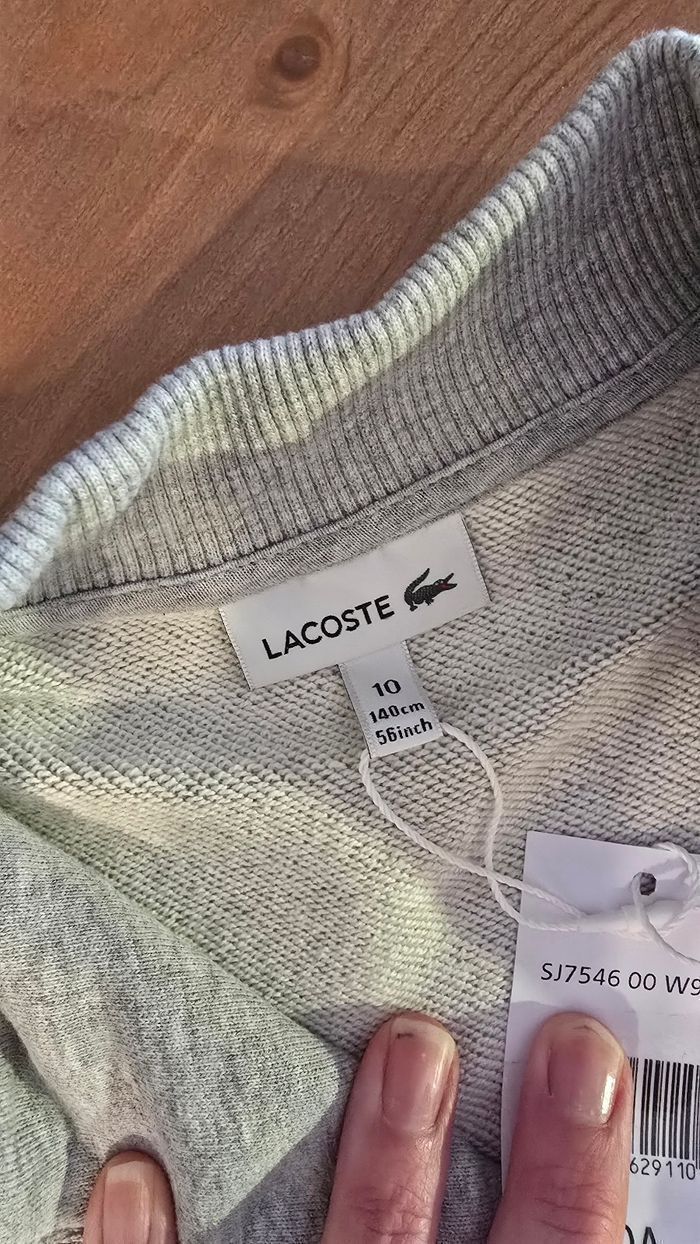 LACOSTE
10
140cm
56inch
SJ7546 00 W9
629110